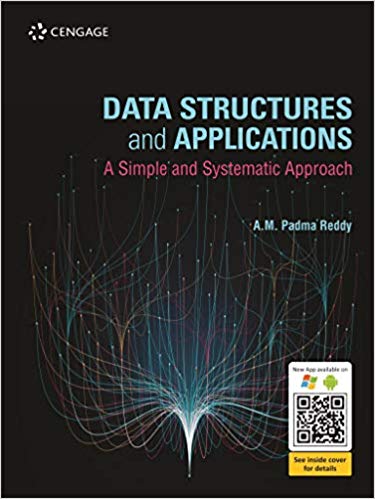 CENGAGE
DATA STRUCTURES
and APPLICATIONS
A Simple and Systematic Approach
A.M. Padma Reddy
New App available on
See inside cover
for details